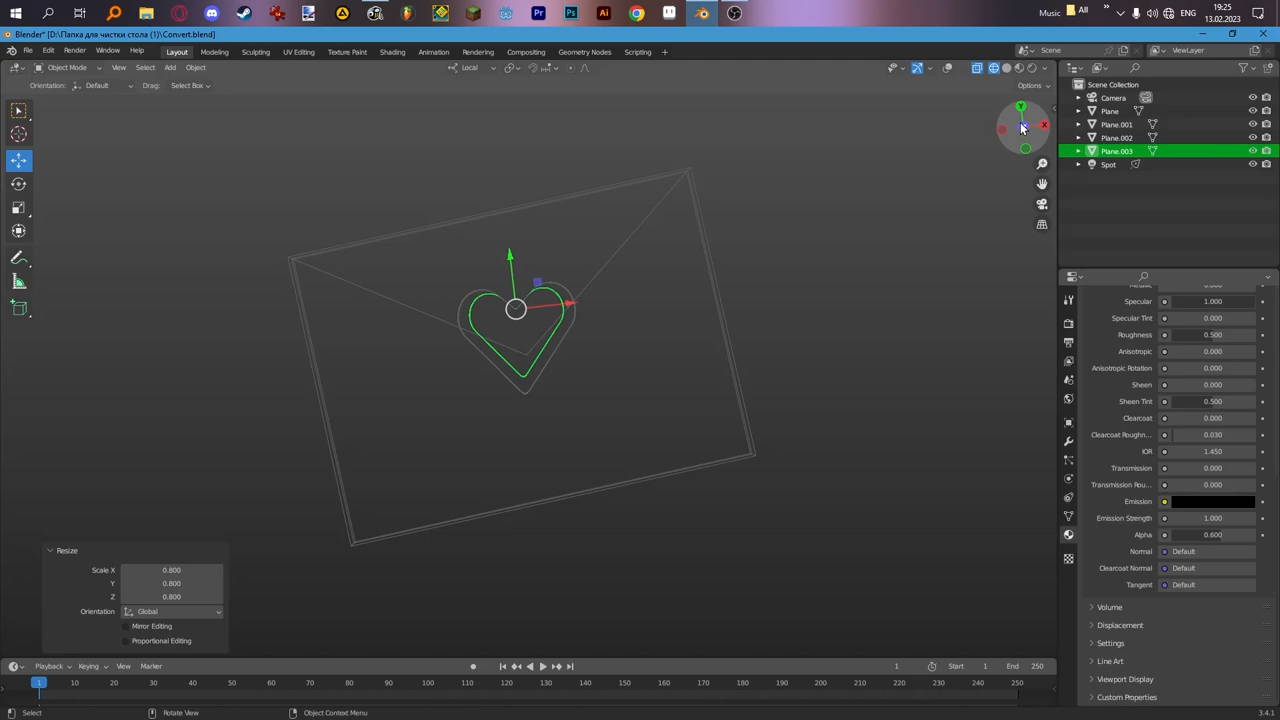 Music
All
ENG
19:25
13.02.2023
Blender* [D:\Папка для чистки стола (1)\Convert.blend]
File Edit Render Window Help Layout Modeling Sculpting UV Editing Texture Paint Shading Animation Rendering Compositing Geometry Nodes Scripting + Scene ViewLayer
Object Mode View Select Add Object Local
Orientation: Default Drag: Select Box Options
Scene Collection
Camera
Plane
Plane.001
Plane.002
Plane.003
Spot
Y
X
Specular 1.000
Specular Tint 0.000
Roughness 0.500
Anisotropic 0.000
Anisotropic Rotation 0.000
Sheen 0.000
Sheen Tint 0.500
Clearcoat 0.000
Clearcoat Roughn... 0.030
IOR 1.450
Transmission 0.000
Transmission Rou... 0.000
Emission
Emission Strength 1.000
Alpha 0.600
Normal Default
Clearcoat Normal Default
Tangent Default
Volume
Displacement
Settings
Line Art
Viewport Display
Custom Properties
Resize
Scale X 0.800
Y 0.800
Z 0.800
Orientation Global
Mirror Editing
Proportional Editing
Playback Keying View Marker 1 Start 1 End 250
1 10 20 30 40 50 60 70 80 90 100 110 120 130 140 150 160 170 180 190 200 210 220 230 240 250
Select Rotate View Object Context Menu 3.4.1